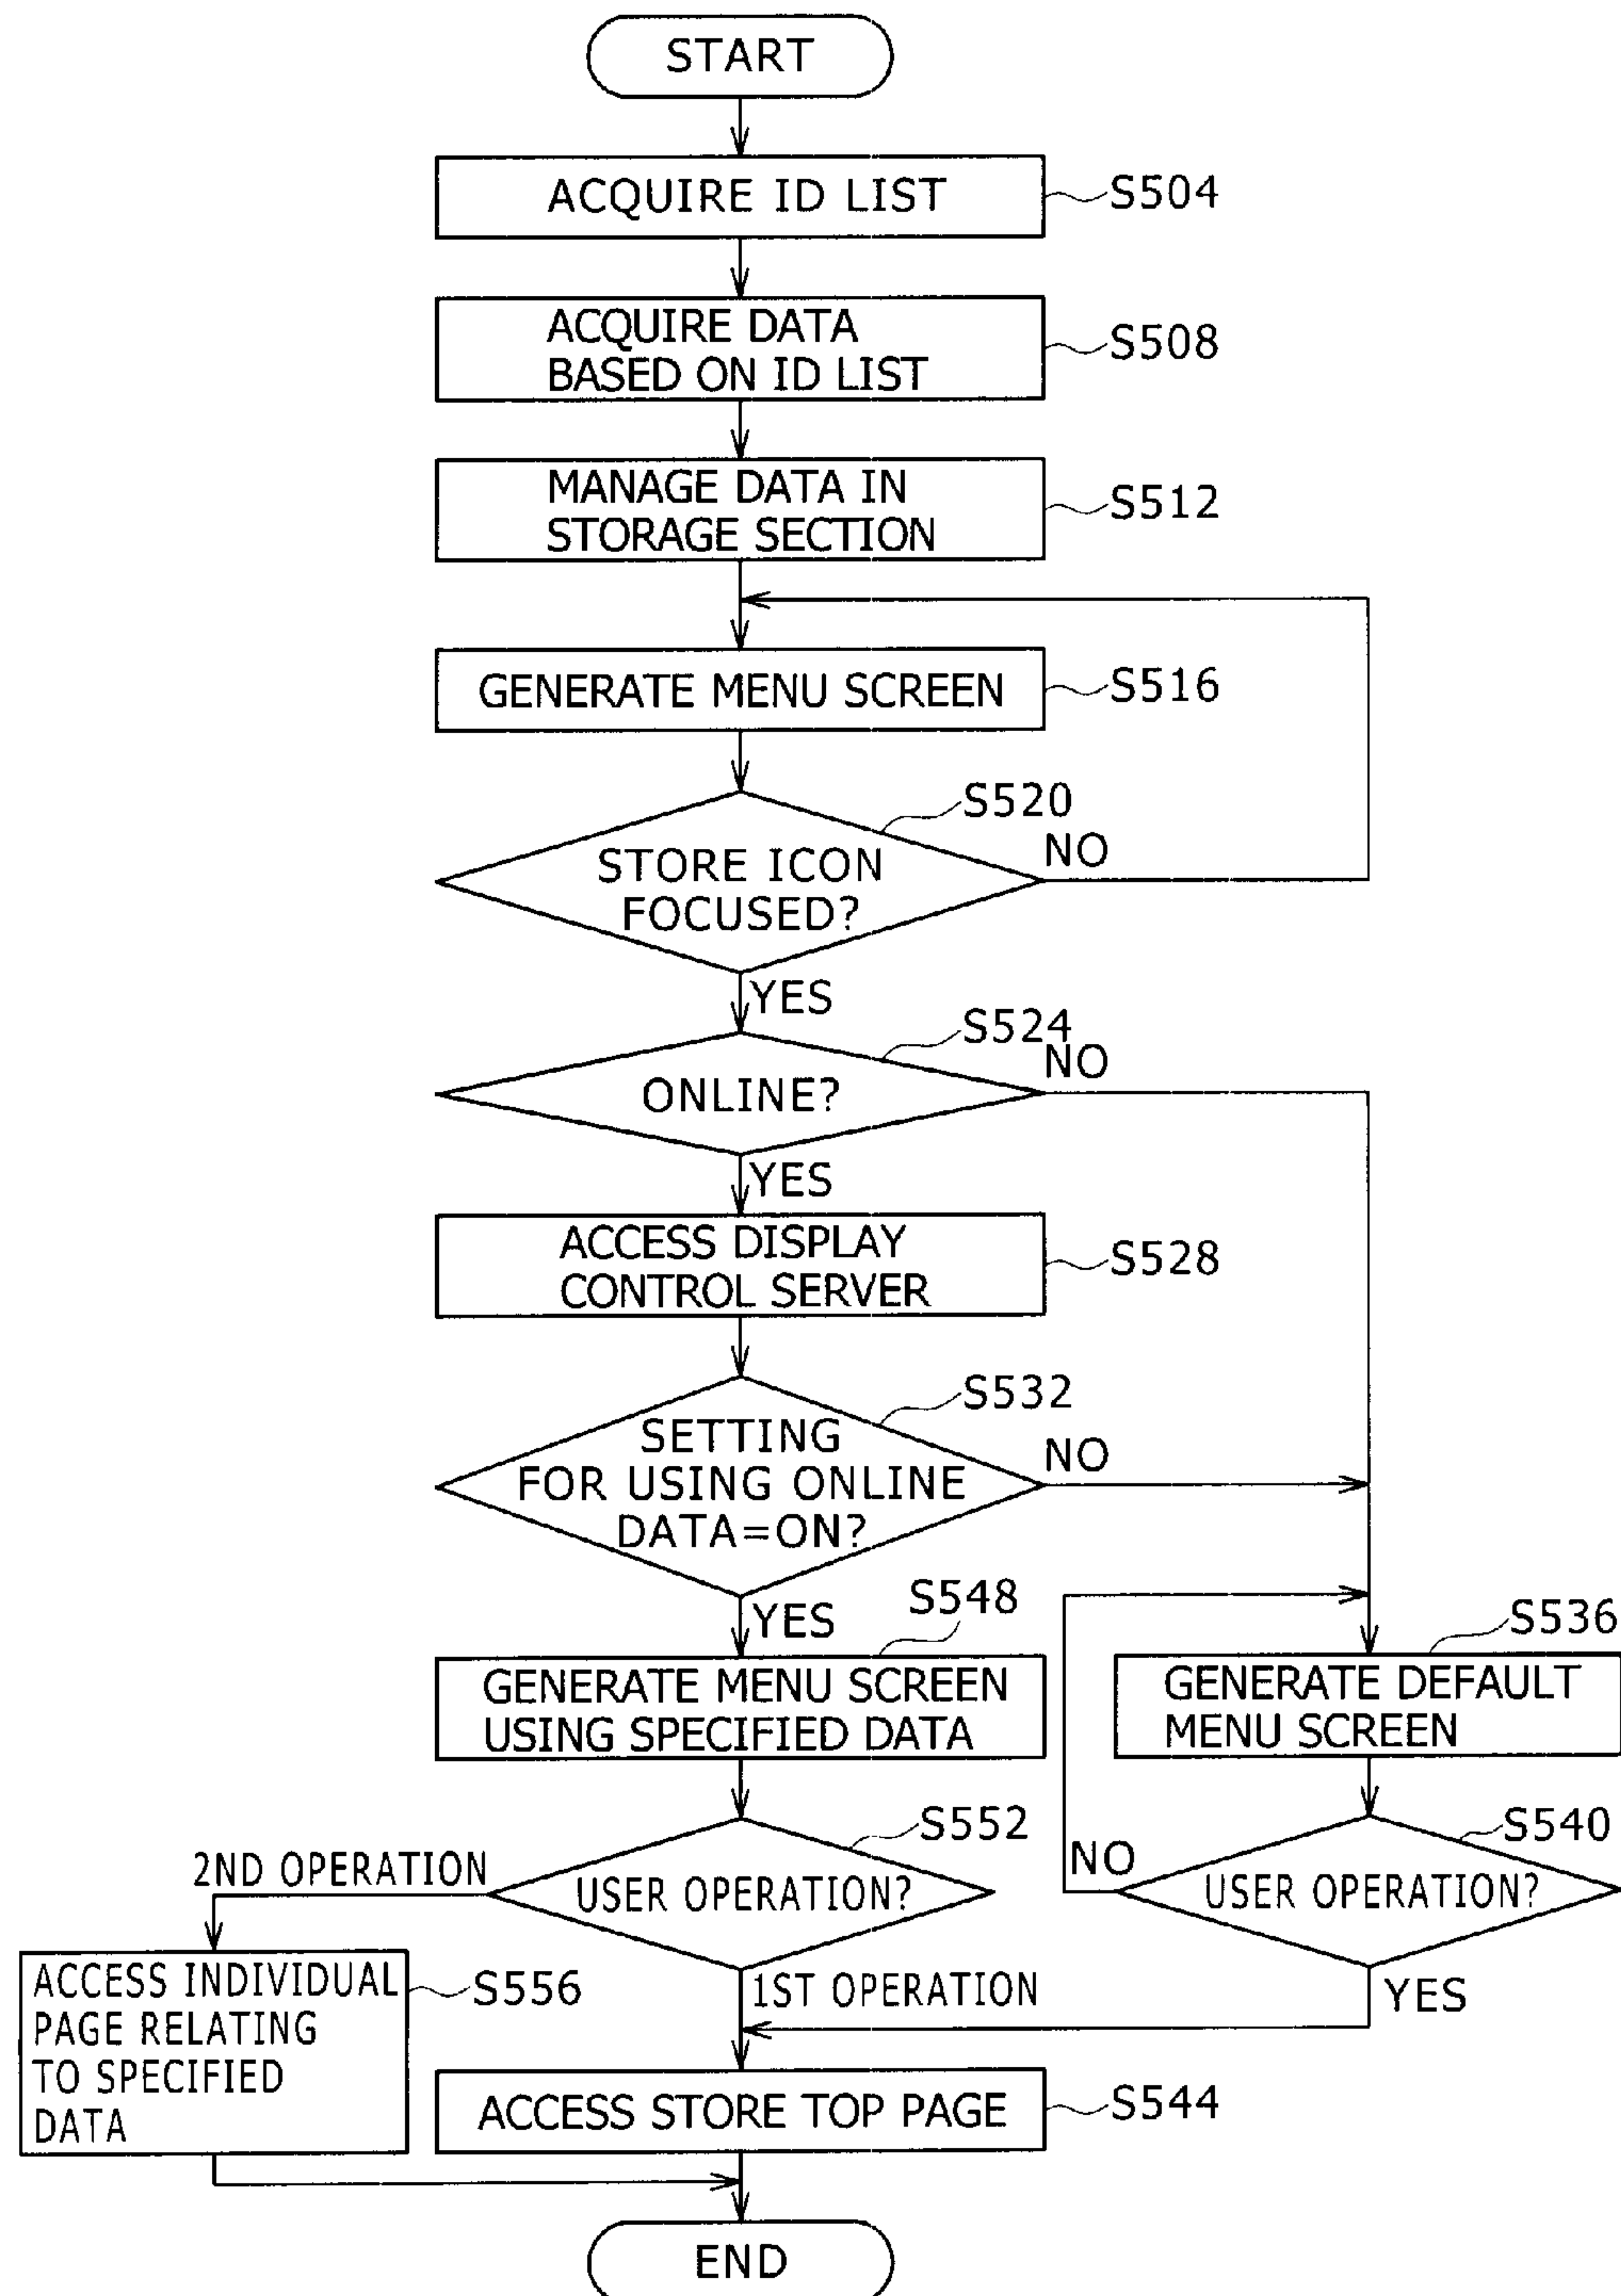 START
ACQUIRE ID LIST
S504
ACQUIRE DATA
BASED ON ID LIST
S508
MANAGE DATA IN
STORAGE SECTION
S512
GENERATE MENU SCREEN
S516
S520
STORE ICON
FOCUSED?
NO
YES
S524
ONLINE?
NO
YES
ACCESS DISPLAY
CONTROL SERVER
S528
S532
SETTING
FOR USING ONLINE
DATA=ON?
NO
YES
S548
GENERATE MENU SCREEN
USING SPECIFIED DATA
S536
GENERATE DEFAULT
MENU SCREEN
S552
USER OPERATION?
2ND OPERATION
1ST OPERATION
S540
USER OPERATION?
NO
YES
ACCESS INDIVIDUAL
PAGE RELATING
TO SPECIFIED
DATA
S556
ACCESS STORE TOP PAGE
S544
END